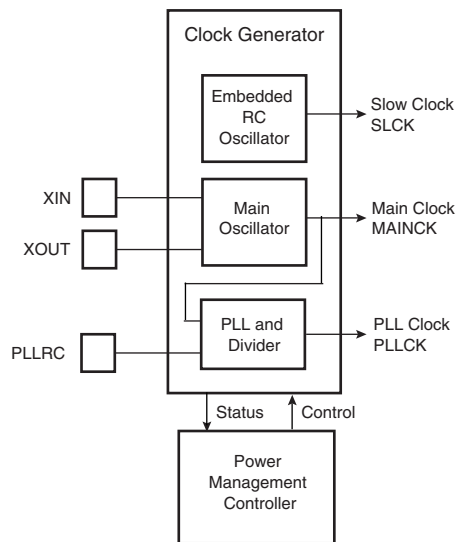 Clock Generator
Embedded
RC
Oscillator
Slow Clock
SLCK
XIN
XOUT
Main
Oscillator
Main Clock
MAINCK
PLLRC
PLL and
Divider
PLL Clock
PLLCK
Status
Control
Power
Management
Controller